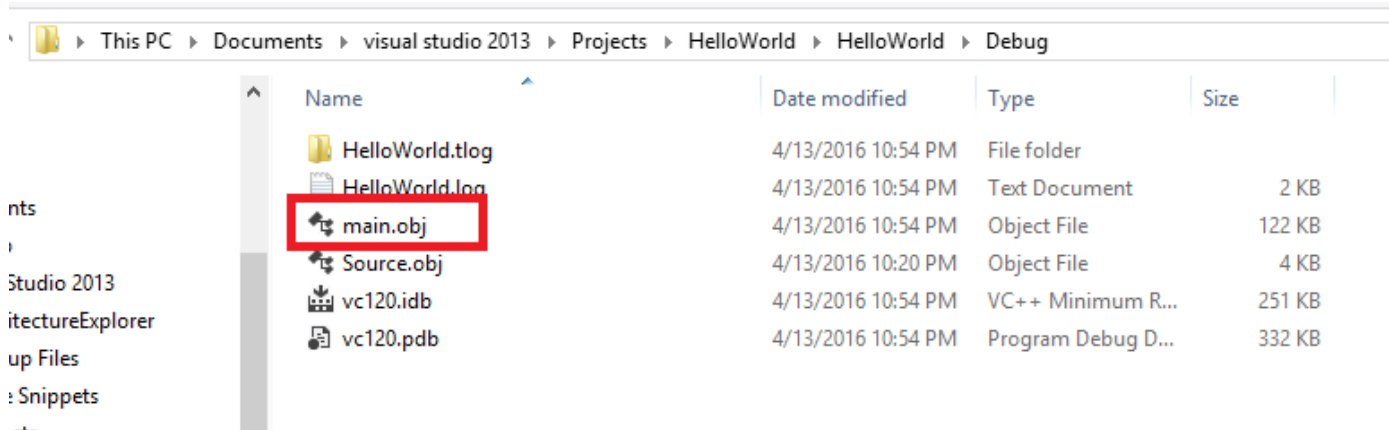 This PC Documents visual studio 2013 Projects HelloWorld HelloWorld Debug
Name Date modified Type Size
HelloWorld.tlog 4/13/2016 10:54 PM File folder
HelloWorld.log 4/13/2016 10:54 PM Text Document 2 KB
nts
main.obj 4/13/2016 10:54 PM Object File 122 KB
Source.obj 4/13/2016 10:20 PM Object File 4 KB
Studio 2013
vc120.idb 4/13/2016 10:54 PM VC++ Minimum R... 251 KB
itectureExplorer
vc120.pdb 4/13/2016 10:54 PM Program Debug D... 332 KB
up Files
Snippets